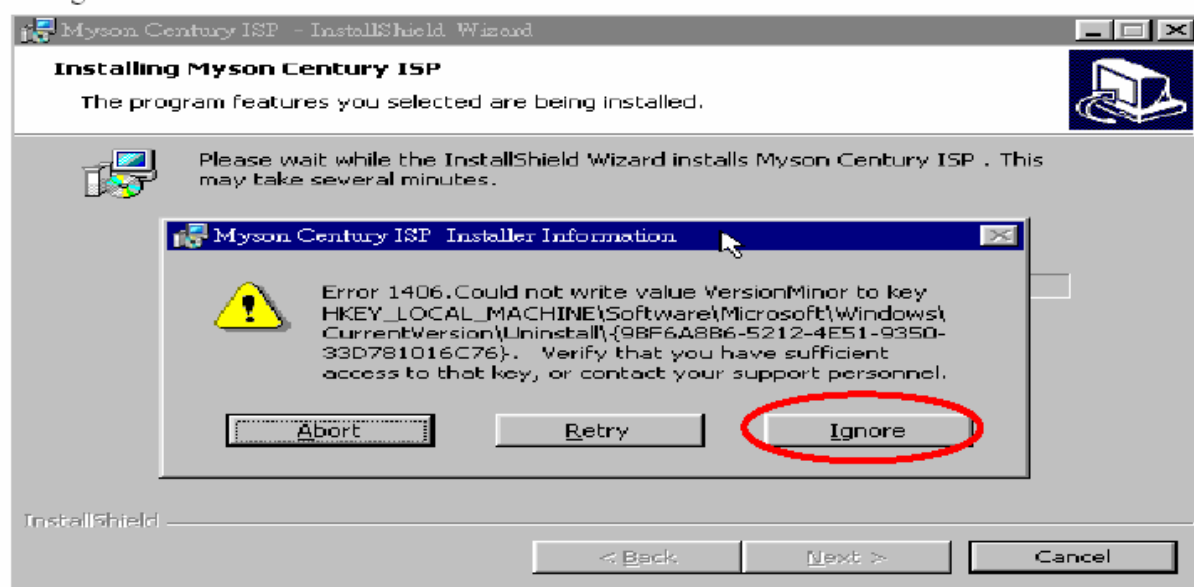 Myson Century ISP - InstallShield Wizard
Installing Myson Century ISP
The program features you selected are being installed.
Please wait while the InstallShield Wizard installs Myson Century ISP . This
may take several minutes.
Myson Century ISP Installer Information
Error 1406.Could not write value VersionMinor to key
HKEY_LOCAL_MACHINE\Software\Microsoft\Windows\
CurrentVersion\Uninstall\{9BF6A8B6-5212-4E51-9350-
33D781016C76}. Verify that you have sufficient
access to that key, or contact your support personnel.
Abort Retry Ignore
InstallShield
< Back Next > Cancel